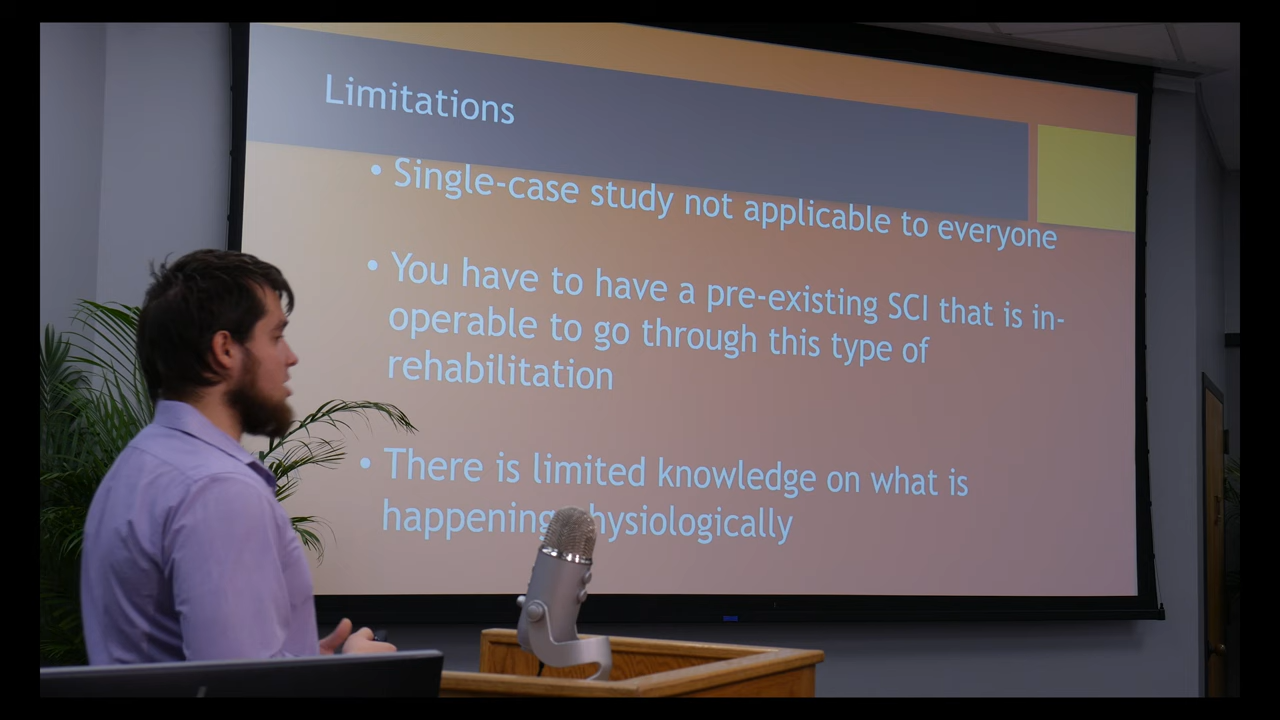 Limitations
• Single-case study not applicable to everyone
• You have to have a pre-existing SCI that is in-
operable to go through this type of
rehabilitation
• There is limited knowledge on what is
happening physiologically